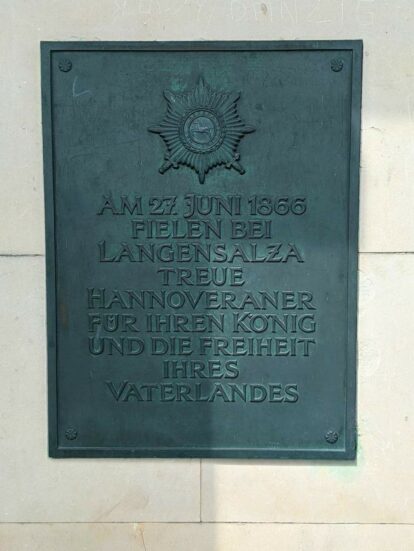 AM 27. JUNI 1866
FIELEN BEI
LANGENSALZA
TREUE
HANNOVERANER
FÜR IHREN KÖNIG
UND DIE FREIHEIT
IHRES
VATERLANDES